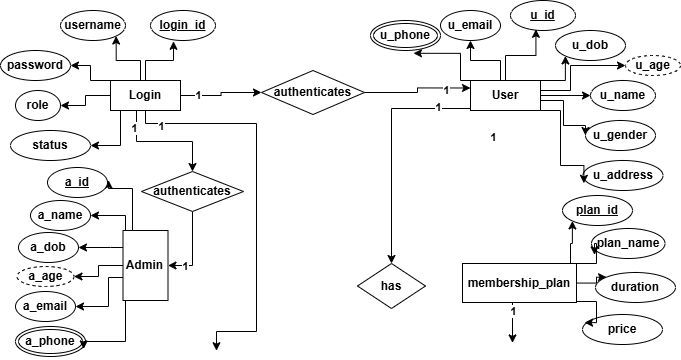 username
login_id
u_phone
u_email
u_id
u_dob
password
u_age
Login
1
authenticates
1
User
u_name
role
1
1
1
status
1
u_gender
a_id
authenticates
u_address
a_name
plan_id
a_dob
Admin
1
plan_name
a_age
has
membership_plan
duration
a_email
1
a_phone
price